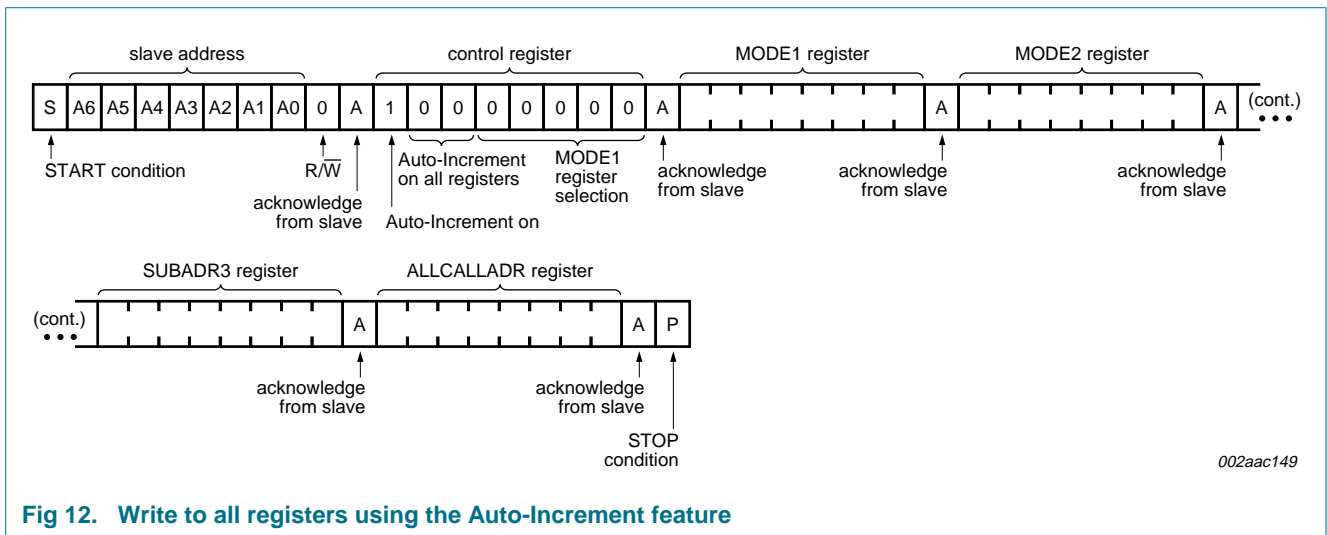 slave address control register MODE1 register MODE2 register
S A6 A5 A4 A3 A2 A1 A0 0 A 1 0 0 0 0 0 0 0 A A A (cont.)
START condition R/W̅ Auto-Increment on all registers MODE1 register selection acknowledge from slave acknowledge from slave acknowledge from slave
acknowledge from slave Auto-Increment on
SUBADR3 register ALLCALLADR register
(cont.) A A P
acknowledge from slave acknowledge from slave
STOP condition
002aac149
Fig 12. Write to all registers using the Auto-Increment feature